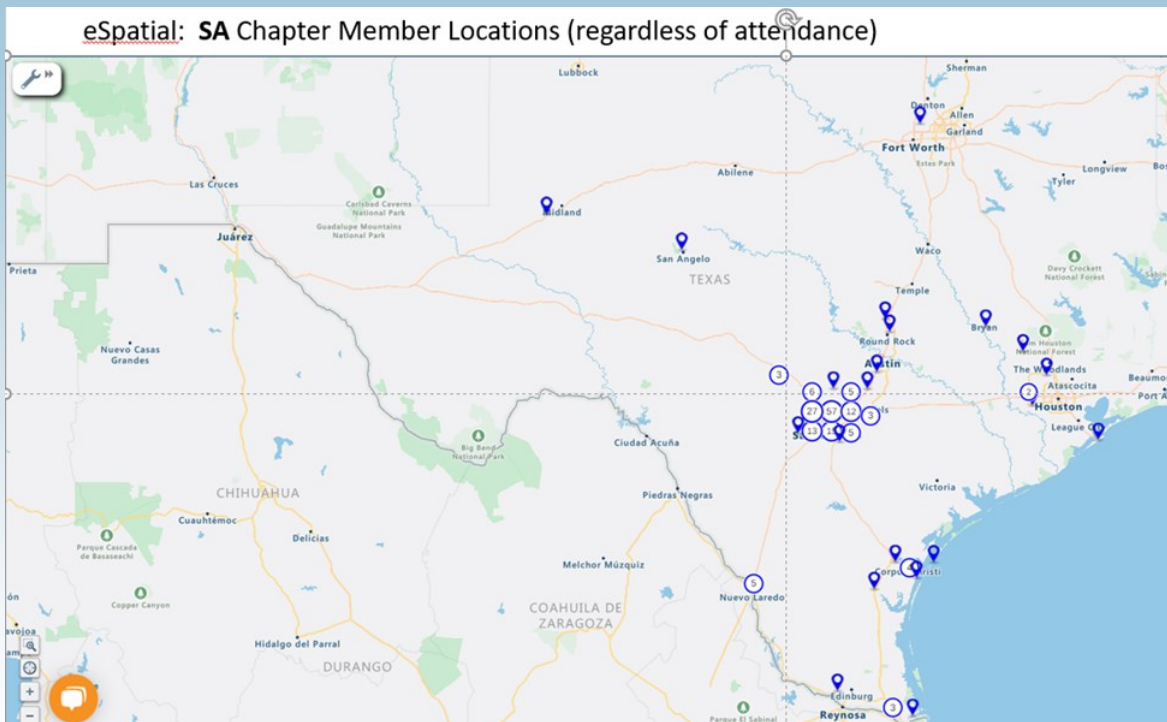 eSpatial: SA Chapter Member Locations (regardless of attendance)
Lubbock
Sherman
Denton
Allen
Garland
Fort Worth
Estes Park
Abilene
Longview
Tyler
Las Cruces
Carlsbad Caverns
National Park
Midland
Guadalupe Mountains
National Park
Juárez
San Angelo
Waco
Prieta
TEXAS
Davy Crockett
National Forest
Temple
Bryan
Nuevo Casas
Grandes
Round Rock
National Forest
Austin
The Woodlands
3
Atascocita
6
5
2
Houston
27
57
12
3
13
5
League
Big Bend
National Park
Ciudad Acuña
Victoria
CHIHUAHUA
Piedras Negras
Cuauhtémoc
Delicias
Parque Cascada
de Basaseachi
Melchor Múzquiz
5
Nuevo Laredo
Copper Canyon
COAHUILA DE
ZARAGOZA
Hidalgo del Parral
DURANGO
Edinburg
3
Reynosa
Parque El Sabinal